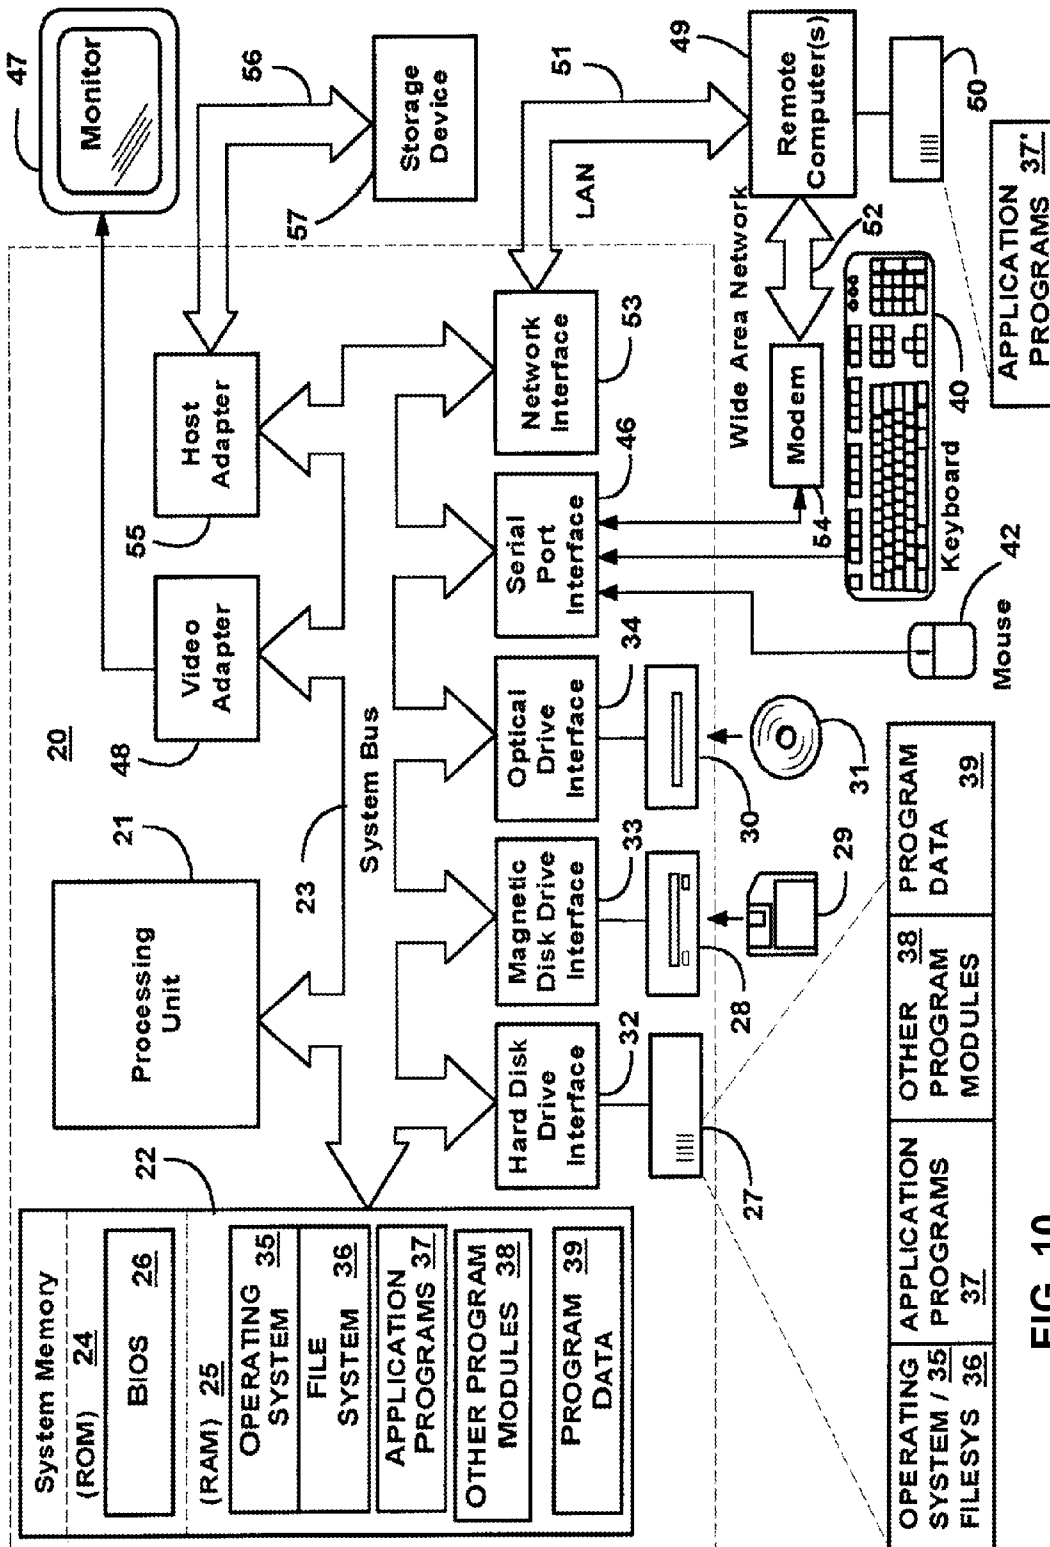 System Memory
(ROM) 24
BIOS 26
(RAM) 25
OPERATING
SYSTEM 35
FILE
SYSTEM 36
APPLICATION
PROGRAMS 37
OTHER PROGRAM
MODULES 38
PROGRAM
DATA 39
22
Processing
Unit
21
20
Video
Adapter
48
Host
Adapter
55
Monitor
47
56
Storage
Device
57
23
System Bus
Hard Disk
Drive
Interface
32
Magnetic
Disk Drive
Interface
33
Optical
Drive
Interface
34
Serial
Port
Interface
46
Network
Interface
53
LAN
51
27
28
29
30
31
Modem
54
Wide Area Network
52
Remote
Computer(s)
49
50
Keyboard
40
Mouse
42
OPERATING
SYSTEM / 35
FILESYS 36
APPLICATION
PROGRAMS
37
OTHER 38
PROGRAM
MODULES
PROGRAM
DATA
39
APPLICATION
PROGRAMS 37'
FIG. 10